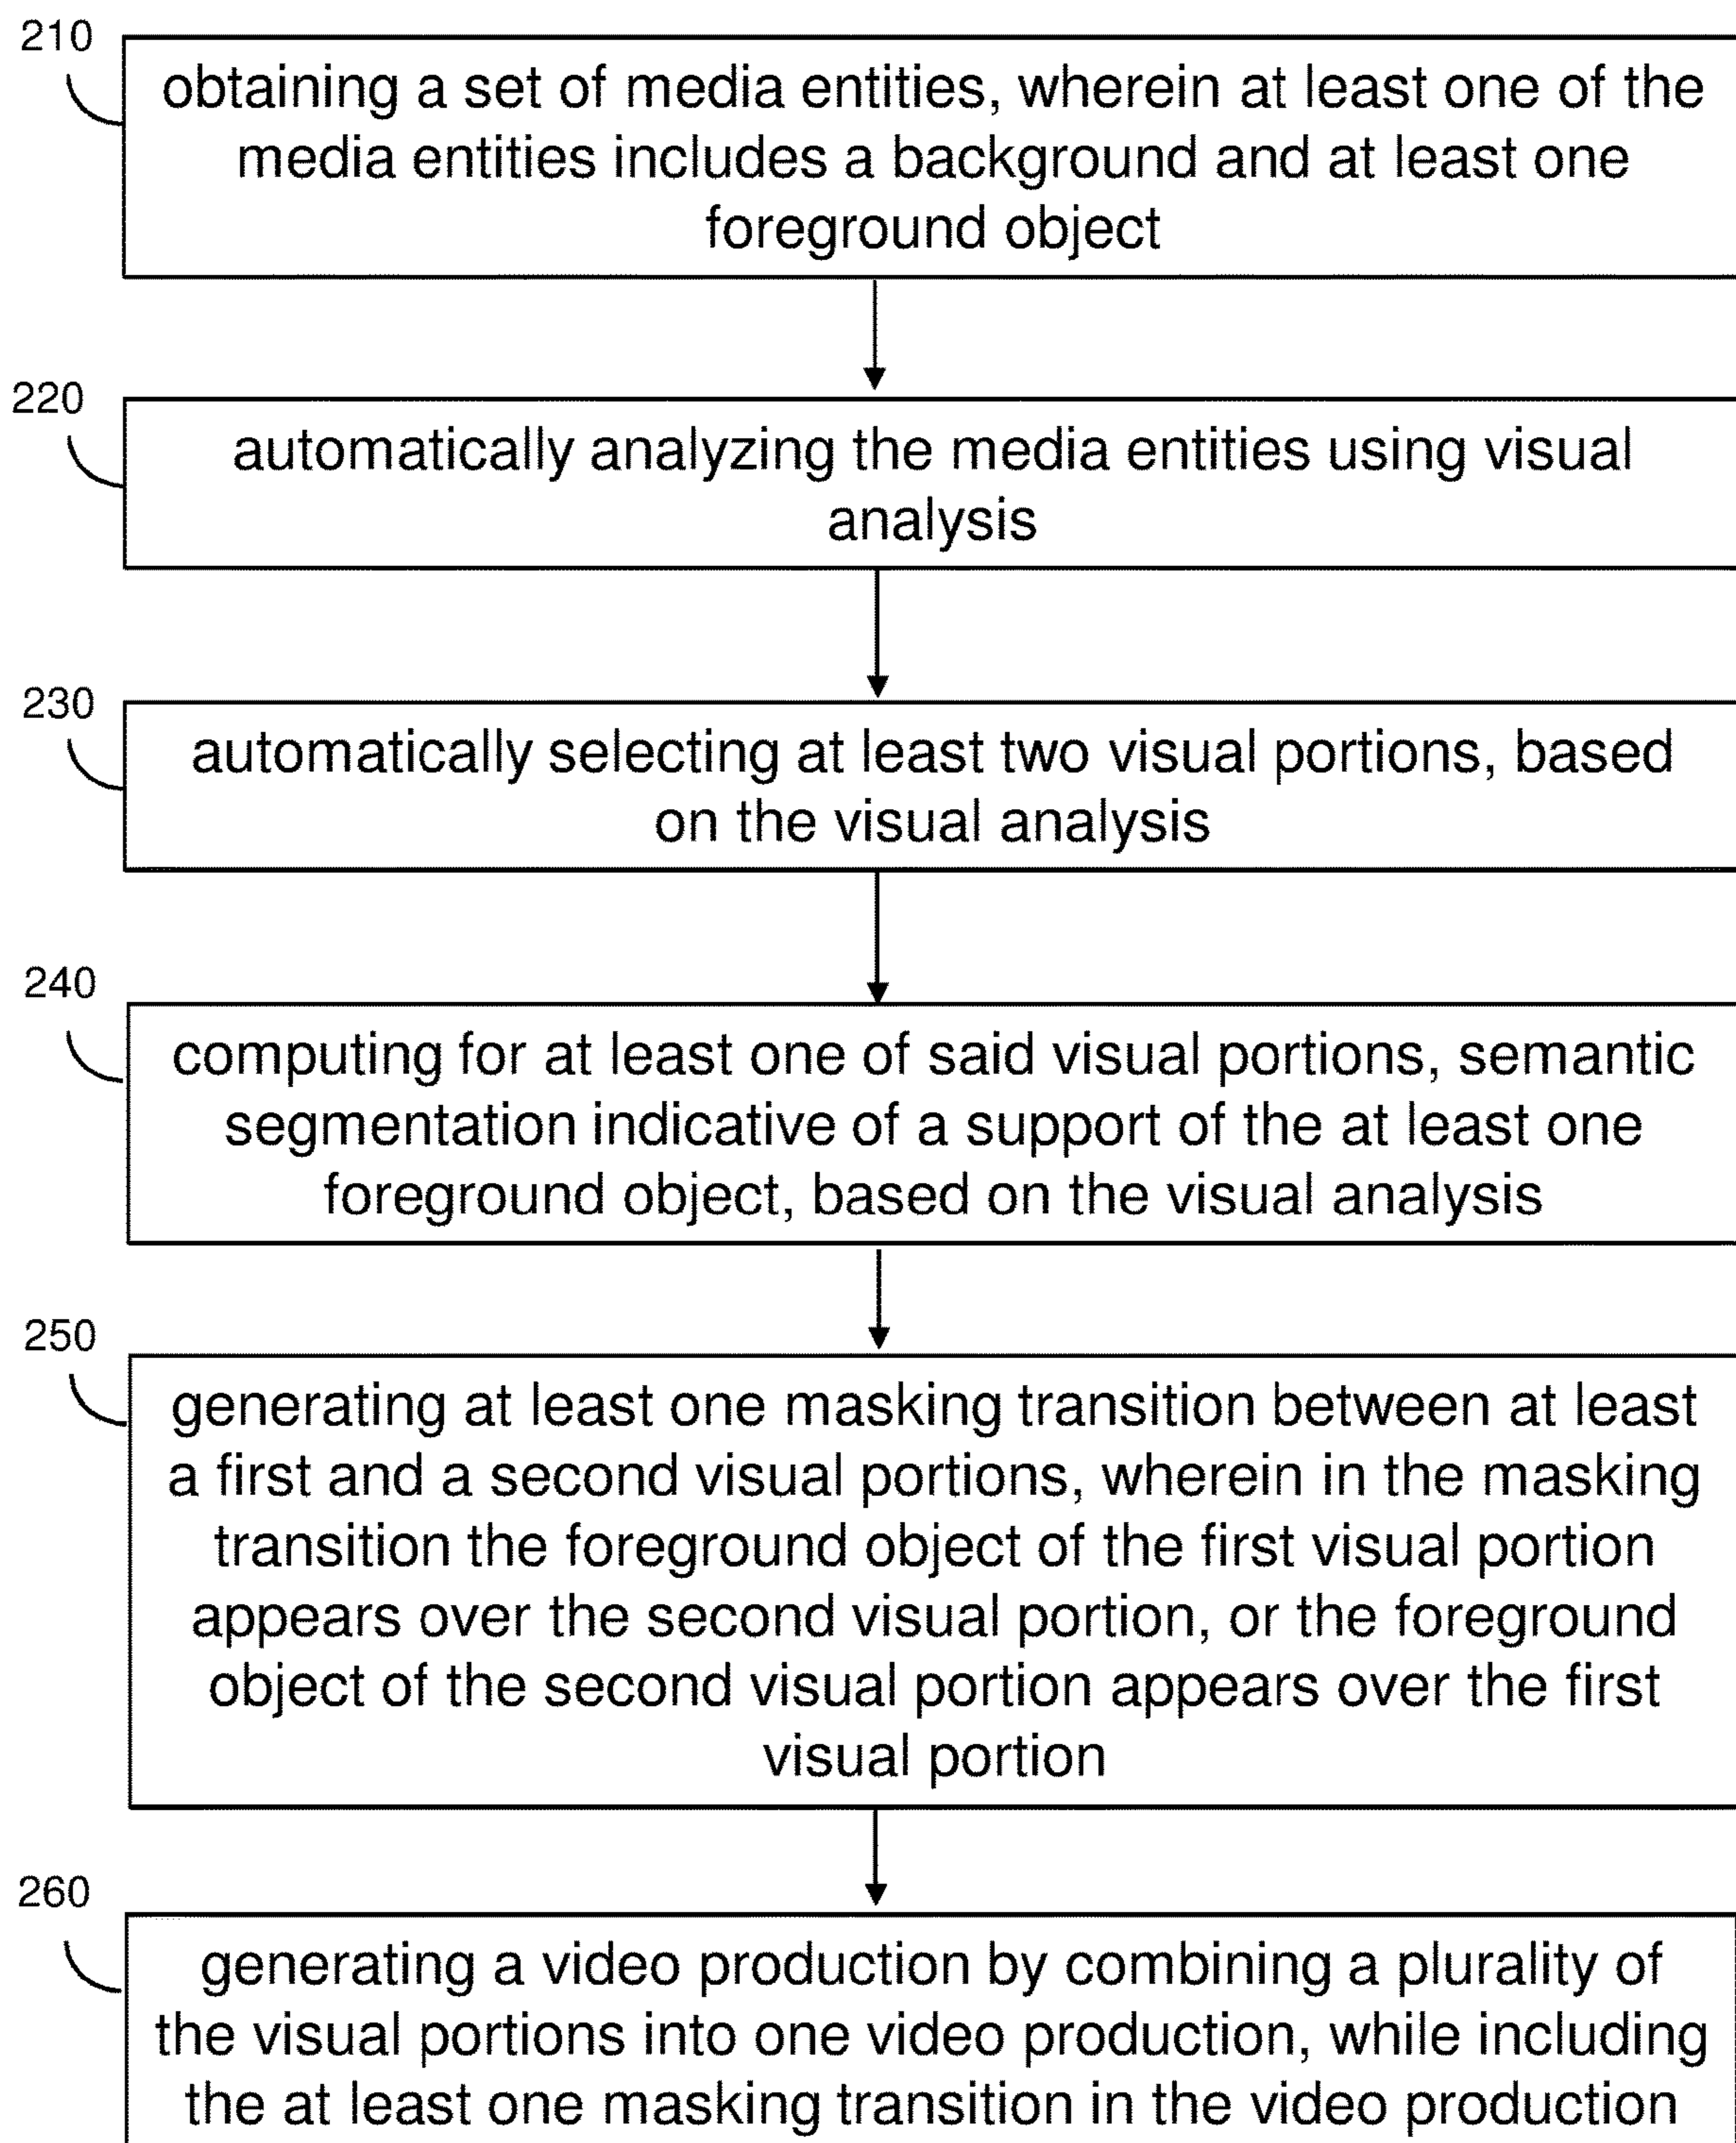 210
obtaining a set of media entities, wherein at least one of the
media entities includes a background and at least one
foreground object
220
automatically analyzing the media entities using visual
analysis
230
automatically selecting at least two visual portions, based
on the visual analysis
240
computing for at least one of said visual portions, semantic
segmentation indicative of a support of the at least one
foreground object, based on the visual analysis
250
generating at least one masking transition between at least
a first and a second visual portions, wherein in the masking
transition the foreground object of the first visual portion
appears over the second visual portion, or the foreground
object of the second visual portion appears over the first
visual portion
260
generating a video production by combining a plurality of
the visual portions into one video production, while including
the at least one masking transition in the video production